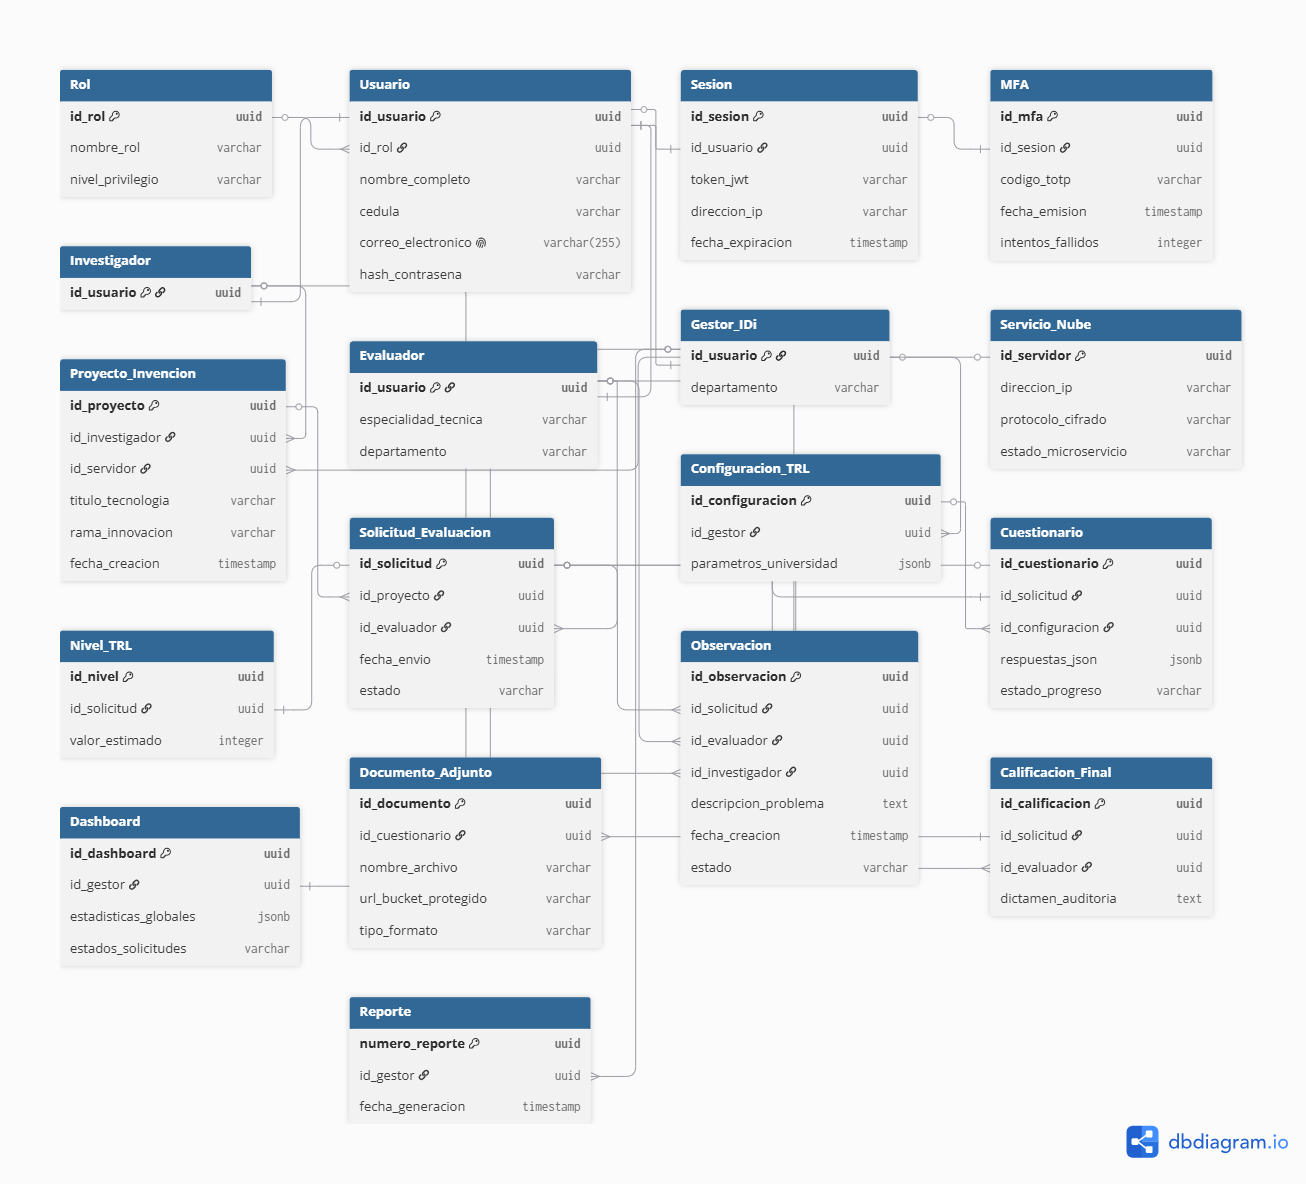 Rol
id_rol uuid
nombre_rol varchar
nivel_privilegio varchar
Usuario
id_usuario uuid
id_rol uuid
nombre_completo varchar
cedula varchar
correo_electronico varchar(255)
hash_contrasena varchar
Sesion
id_sesion uuid
id_usuario uuid
token_jwt varchar
direccion_ip varchar
fecha_expiracion timestamp
MFA
id_mfa uuid
id_sesion uuid
codigo_totp varchar
fecha_emision timestamp
intentos_fallidos integer
Investigador
id_usuario uuid
Evaluador
id_usuario uuid
especialidad_tecnica varchar
departamento varchar
Gestor_IDi
id_usuario uuid
departamento varchar
Servicio_Nube
id_servidor uuid
direccion_ip varchar
protocolo_cifrado varchar
estado_microservicio varchar
Proyecto_Invencion
id_proyecto uuid
id_investigador uuid
id_servidor uuid
titulo_tecnologia varchar
rama_innovacion varchar
fecha_creacion timestamp
Solicitud_Evaluacion
id_solicitud uuid
id_proyecto uuid
id_evaluador uuid
fecha_envio timestamp
estado varchar
Configuracion_TRL
id_configuracion uuid
id_gestor uuid
parametros_universidad jsonb
Cuestionario
id_cuestionario uuid
id_solicitud uuid
id_configuracion uuid
respuestas_json jsonb
estado_progreso varchar
Nivel_TRL
id_nivel uuid
id_solicitud uuid
valor_estimado integer
Documento_Adjunto
id_documento uuid
id_cuestionario uuid
nombre_archivo varchar
url_bucket_protegido varchar
tipo_formato varchar
Observacion
id_observacion uuid
id_solicitud uuid
id_evaluador uuid
id_investigador uuid
descripcion_problema text
fecha_creacion timestamp
estado varchar
Calificacion_Final
id_calificacion uuid
id_solicitud uuid
id_evaluador uuid
dictamen_auditoria text
Dashboard
id_dashboard uuid
id_gestor uuid
estadisticas_globales jsonb
estados_solicitudes varchar
Reporte
numero_reporte uuid
id_gestor uuid
fecha_generacion timestamp
dbdiagram.io